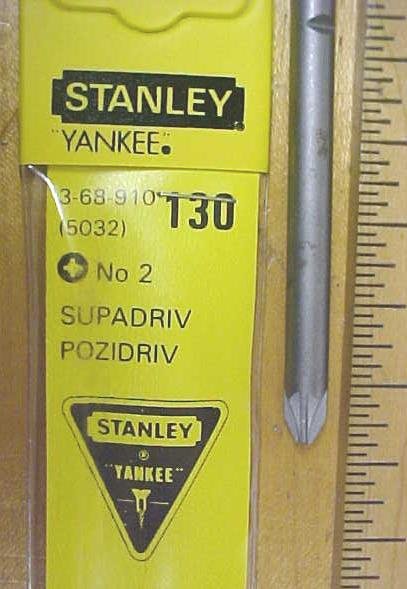 STANLEY®
"YANKEE".
3-68-910 130
(5032)
No 2
SUPADRIV
POZIDRIV
STANLEY
®
"YANKEE"